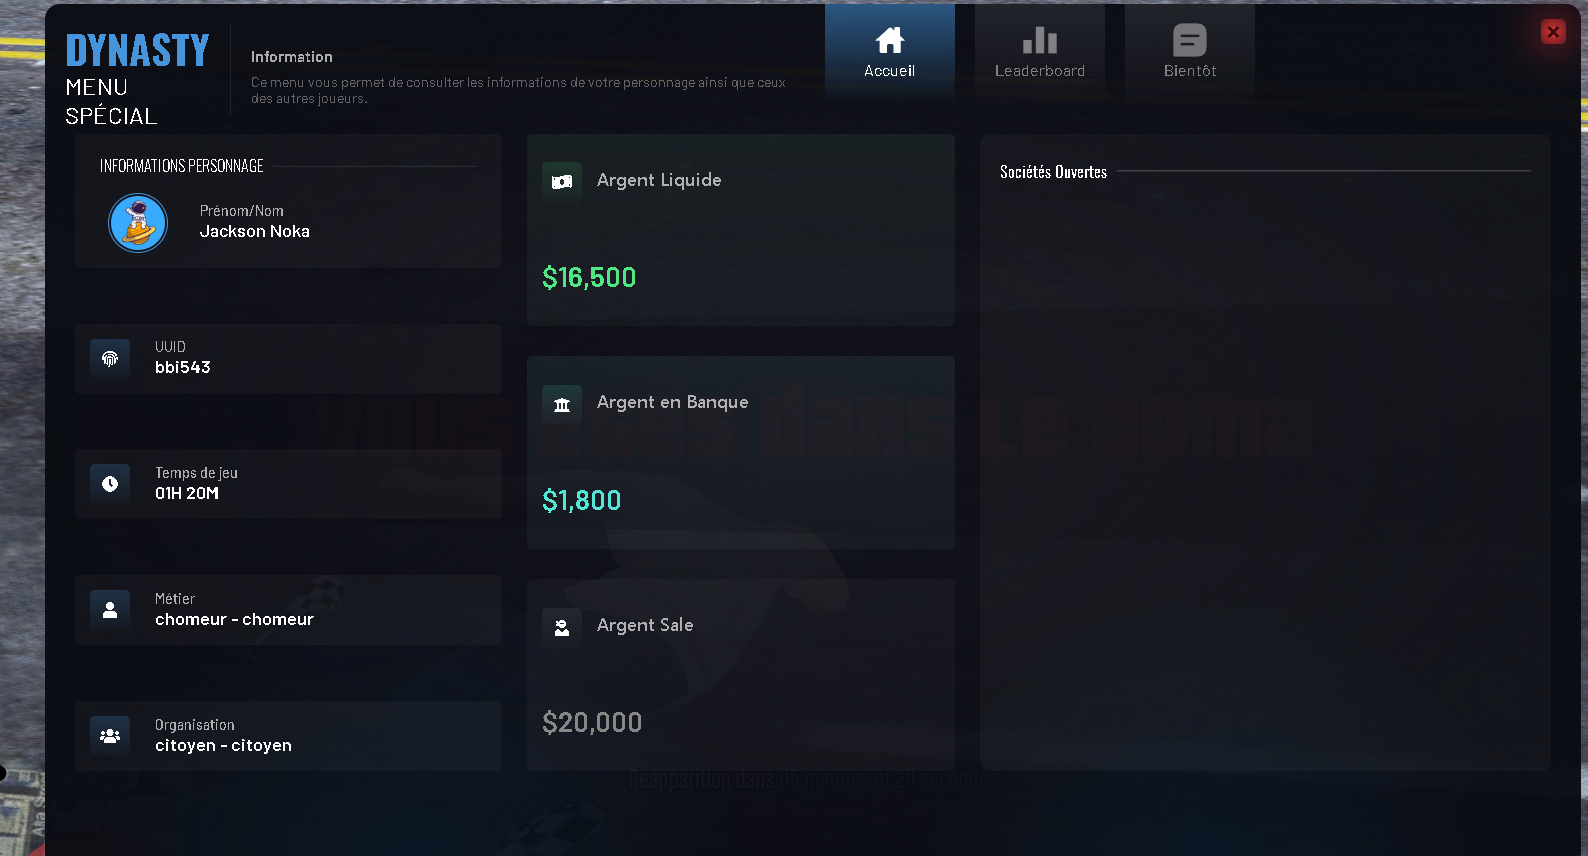 DYNASTY
MENU
SPÉCIAL
Information
Ce menu vous permet de consulter les informations de votre personnage ainsi que ceux
des autres joueurs.
Accueil
Leaderboard
Bientôt
INFORMATIONS PERSONNAGE
Prénom/Nom
Jackson Noka
UUID
bbi543
Temps de jeu
01H 20M
Métier
chomeur - chomeur
Organisation
citoyen - citoyen
Argent Liquide
$16,500
Argent en Banque
$1,800
Argent Sale
$20,000
Sociétés Ouvertes
Vous êtes dans le coma
Réapparition dans 05 minutes et 20 secondes